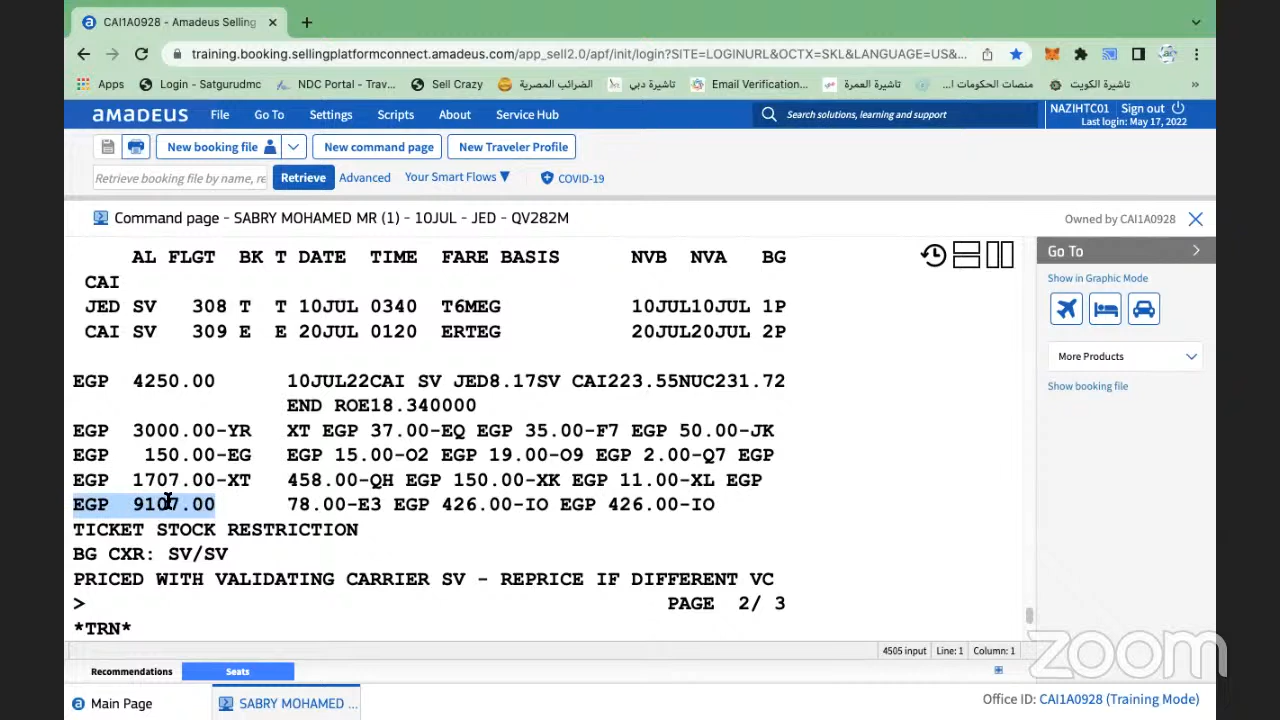 CAI1A0928 - Amadeus Selling
training.booking.sellingplatformconnect.amadeus.com/app_sell2.0/apf/init/login?SITE=LOGINURL&OCTX=SKL&LANGUAGE=US&...
Apps Login - Satgurudmc NDC Portal - Trav... Sell Crazy الضرائب المصرية تاشيرة دبي Email Verification... تاشيرة العمرة منصات الحكومات ا... تاشيرة الكويت »
amadeus File Go To Settings Scripts About Service Hub Search solutions, learning and support NAZIHTC01 Sign out
Last login: May 17, 2022
New booking file New command page New Traveler Profile
Retrieve booking file by name, re Retrieve Advanced Your Smart Flows COVID-19
Command page - SABRY MOHAMED MR (1) - 10JUL - JED - QV282M Owned by CAI1A0928
AL FLGT BK T DATE TIME FARE BASIS NVB NVA BG
CAI
JED SV 308 T T 10JUL 0340 T6MEG 10JUL10JUL 1P
CAI SV 309 E E 20JUL 0120 ERTEG 20JUL20JUL 2P
EGP 4250.00 10JUL22CAI SV JED8.17SV CAI223.55NUC231.72
END ROE18.340000
EGP 3000.00-YR XT EGP 37.00-EQ EGP 35.00-F7 EGP 50.00-JK
EGP 150.00-EG EGP 15.00-O2 EGP 19.00-O9 EGP 2.00-Q7 EGP
EGP 1707.00-XT 458.00-QH EGP 150.00-XK EGP 11.00-XL EGP
EGP 9107.00 78.00-E3 EGP 426.00-IO EGP 426.00-IO
TICKET STOCK RESTRICTION
BG CXR: SV/SV
PRICED WITH VALIDATING CARRIER SV - REPRICE IF DIFFERENT VC
> PAGE 2/ 3
*TRN*
Go To
Show in Graphic Mode
More Products
Show booking file
4505 input Line: 1 Column: 1
zoom
Recommendations Seats
Main Page SABRY MOHAMED ... Office ID: CAI1A0928 (Training Mode)